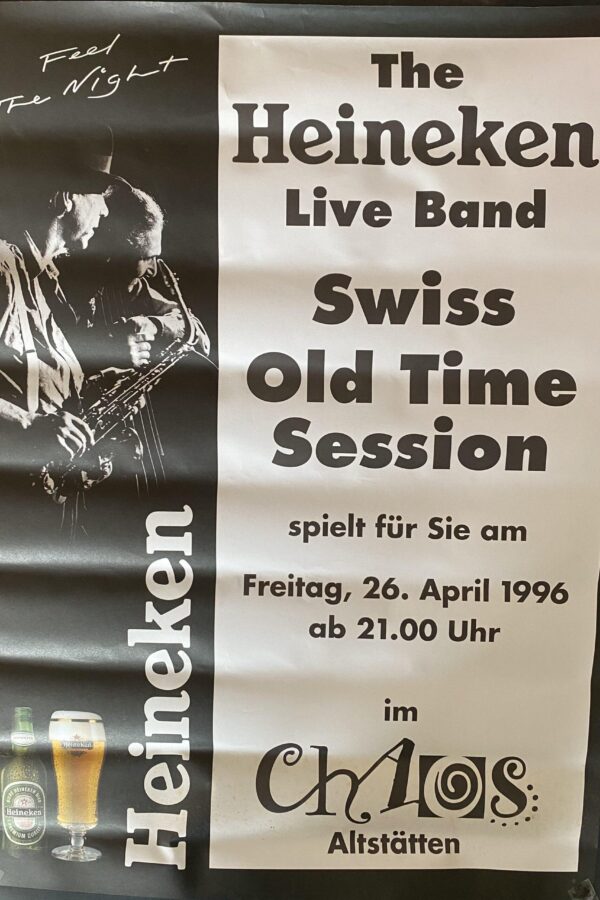 Feel
The Night
The
Heineken
Live Band
Swiss
Old Time
Session
spielt für Sie am
Freitag, 26. April 1996
ab 21.00 Uhr
im
CHAOS
Altstätten
Heineken
Heineken
Heineken